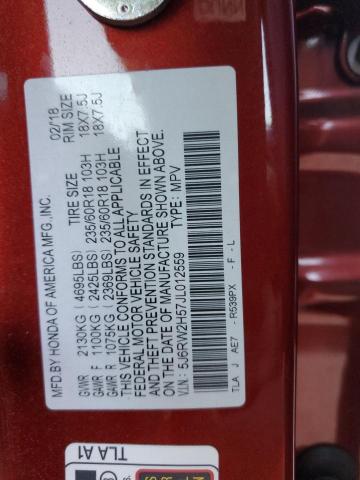 MFD.BY HONDA OF AMERICA MFG.,INC. 02/18
TIRE SIZE RIM SIZE
GVWR 2130KG (4695LBS)
GAWR F 1100KG (2425LBS) 235/60R18 103H 18X7.5J
GAWR R 1075KG (2369LBS) 235/60R18 103H 18X7.5J
THIS VEHICLE CONFORMS TO ALL APPLICABLE
FEDERAL MOTOR VEHICLE SAFETY
AND THEFT PREVENTION STANDARDS IN EFFECT
ON THE DATE OF MANUFACTURE SHOWN ABOVE.
V.I.N.: 5J6RW2H57JL012559 TYPE: MPV
TLA J AE7 - R539PX - F - L
TLA A1